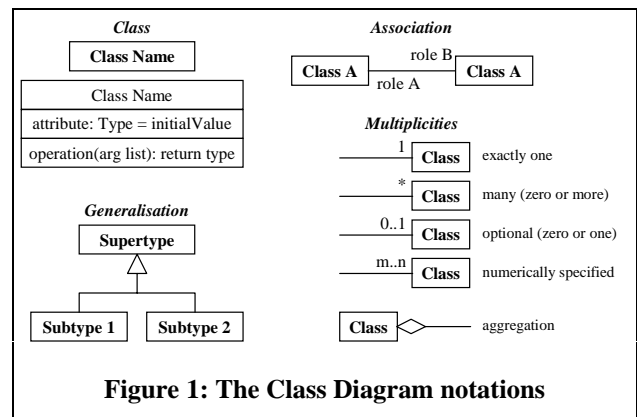 Class
Class Name
Class Name
attribute: Type = initialValue
operation(arg list): return type
Generalisation
Supertype
Subtype 1
Subtype 2
Association
role B
Class A
Class A
role A
Multiplicities
1
Class
exactly one
*
Class
many (zero or more)
0..1
Class
optional (zero or one)
m..n
Class
numerically specified
Class
aggregation
Figure 1: The Class Diagram notations